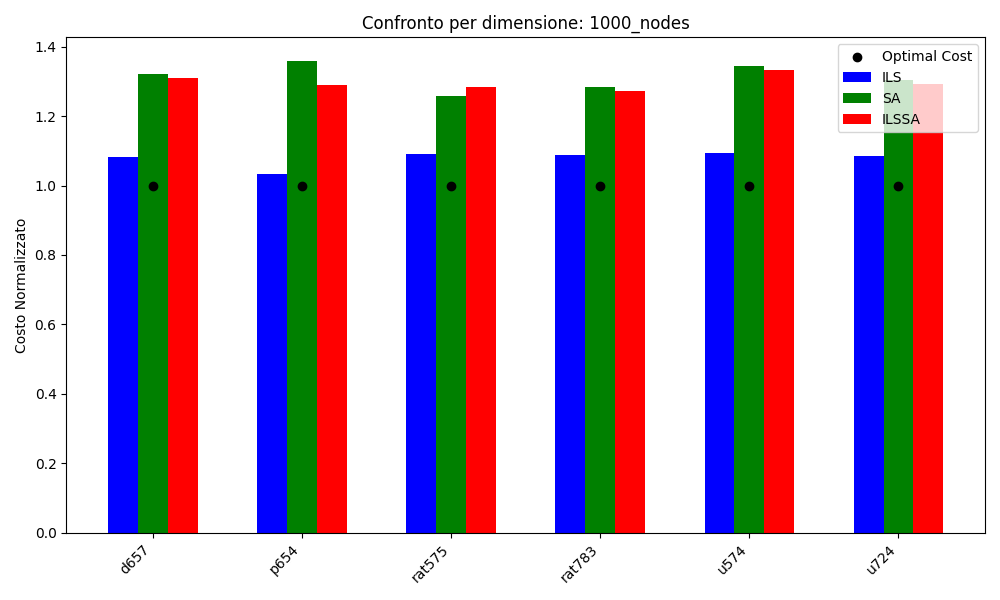 Confronto per dimensione: 1000_nodes
Costo Normalizzato
1.4
1.2
1.0
0.8
0.6
0.4
0.2
0.0
Optimal Cost
ILS
SA
ILSSA
d657
p654
rat575
rat783
u574
u724